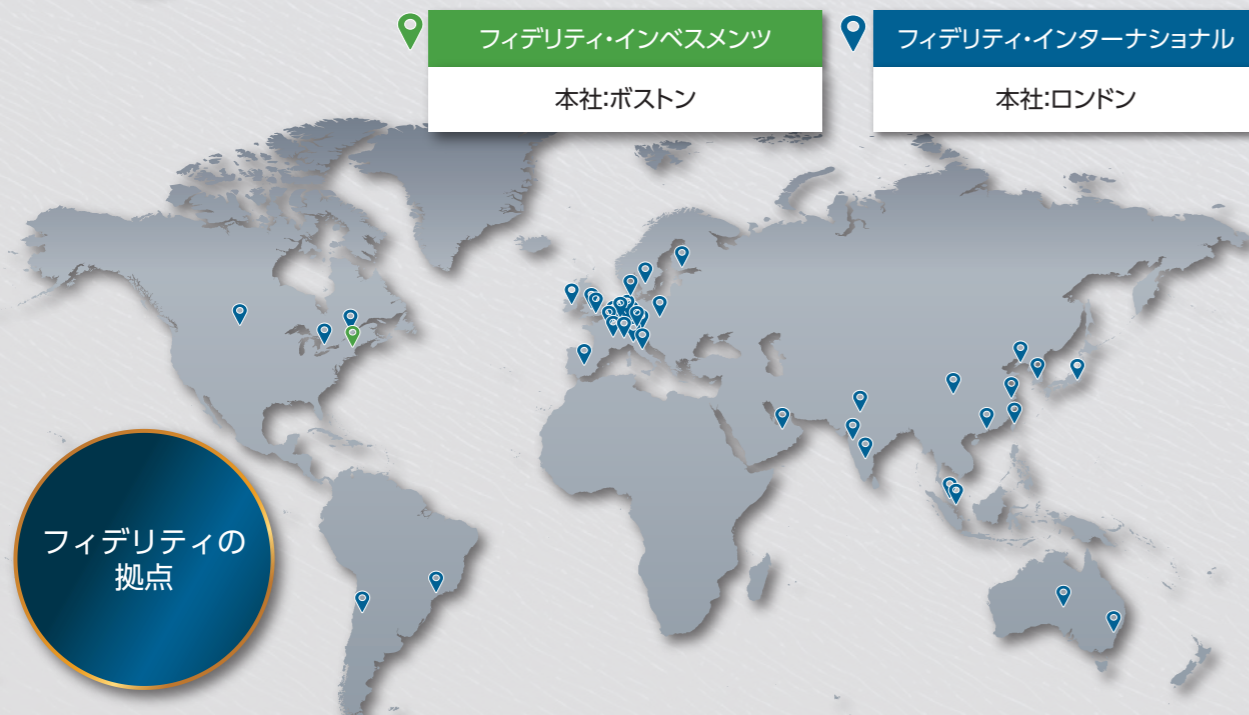 フィデリティ・インベスメンツ
本社:ボストン
フィデリティ・インターナショナル
本社:ロンドン
フィデリティの
拠点